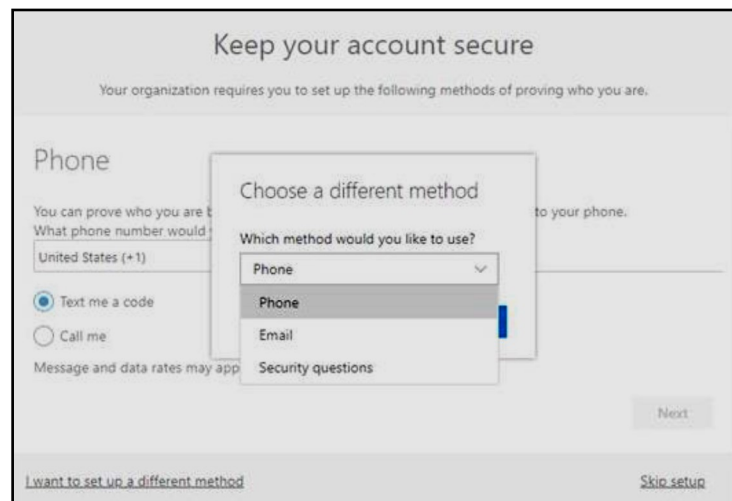 Keep your account secure
Your organization requires you to set up the following methods of proving who you are.
Phone
You can prove who you are b
to your phone.
What phone number would
United States (+1)
Text me a code
Call me
Message and data rates may app
Choose a different method
Which method would you like to use?
Phone
Phone
Email
Security questions
Next
I want to set up a different method
Skip setup